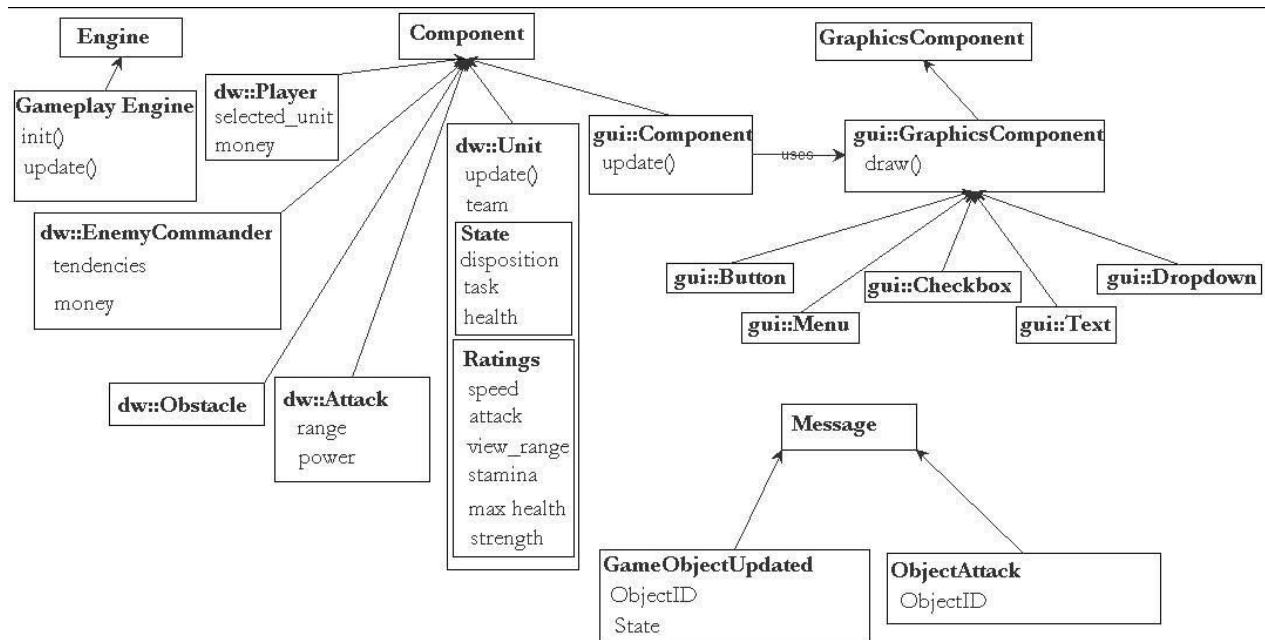 Engine
Gameplay Engine
init()
update()
Component
dw::Player
selected_unit
money
dw::EnemyCommander
tendencies
money
dw::Obstacle
dw::Attack
range
power
dw::Unit
update()
team
State
disposition
task
health
Ratings
speed
attack
view_range
stamina
max health
strength
gui::Component
update()
uses
GraphicsComponent
gui::GraphicsComponent
draw()
gui::Button
gui::Menu
gui::Checkbox
gui::Text
gui::Dropdown
Message
GameObjectUpdated
ObjectID
State
ObjectAttack
ObjectID